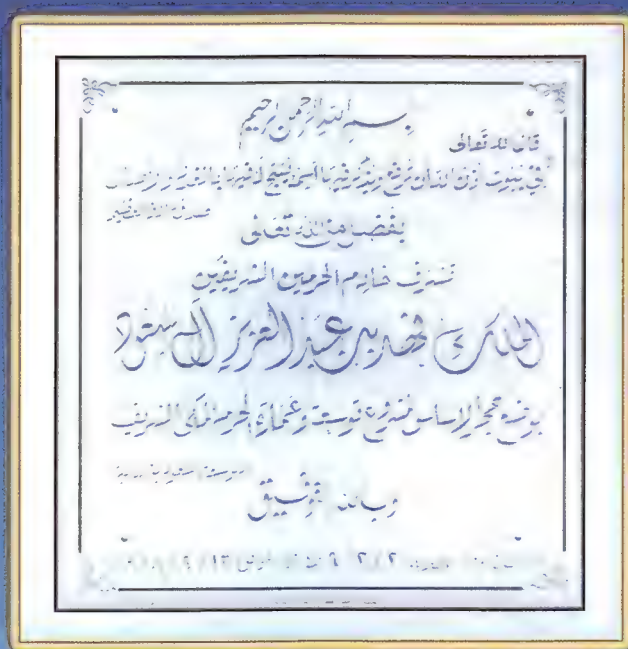 بسم الله الرحمن الرحيم
قال الله تعالى
في بيوت أذن الله أن ترفع ويذكر فيها اسمه يسبح له فيها بالغدو والآصال
صدق الله العظيم
بفضل من الله تعالى
تشرف خادم الحرمين الشريفين
الملك فهد بن عبد العزيز آل سعود
بوضع حجر الأساس لمشروع توسعة وعمارة الحرم المكي الشريف
وبالله التوفيق